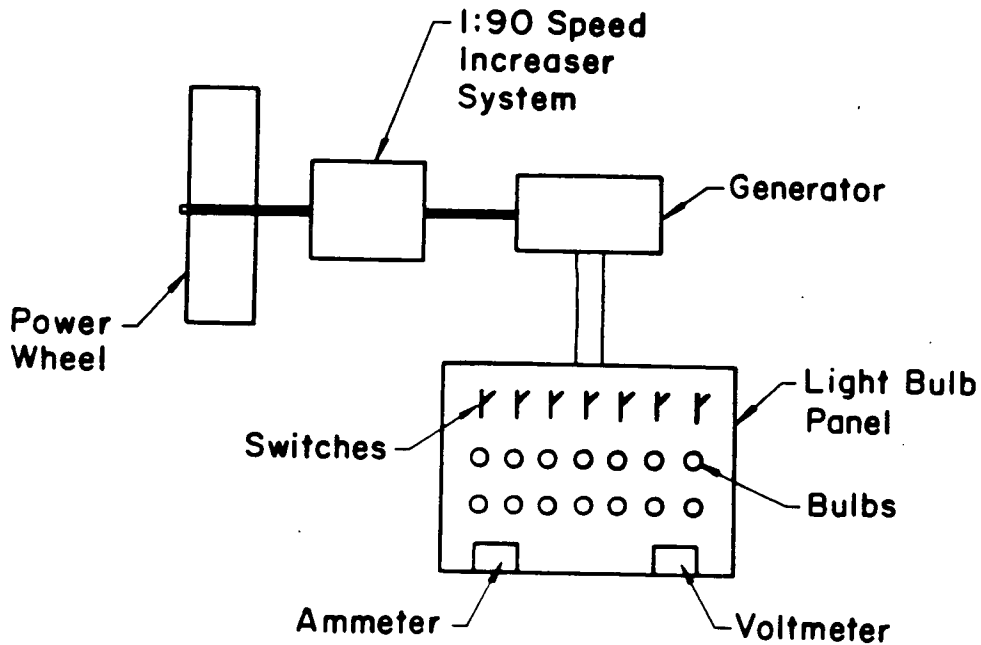 1:90 Speed
Increaser
System
Generator
Power
Wheel
Light Bulb
Panel
Switches
Bulbs
Ammeter
Voltmeter